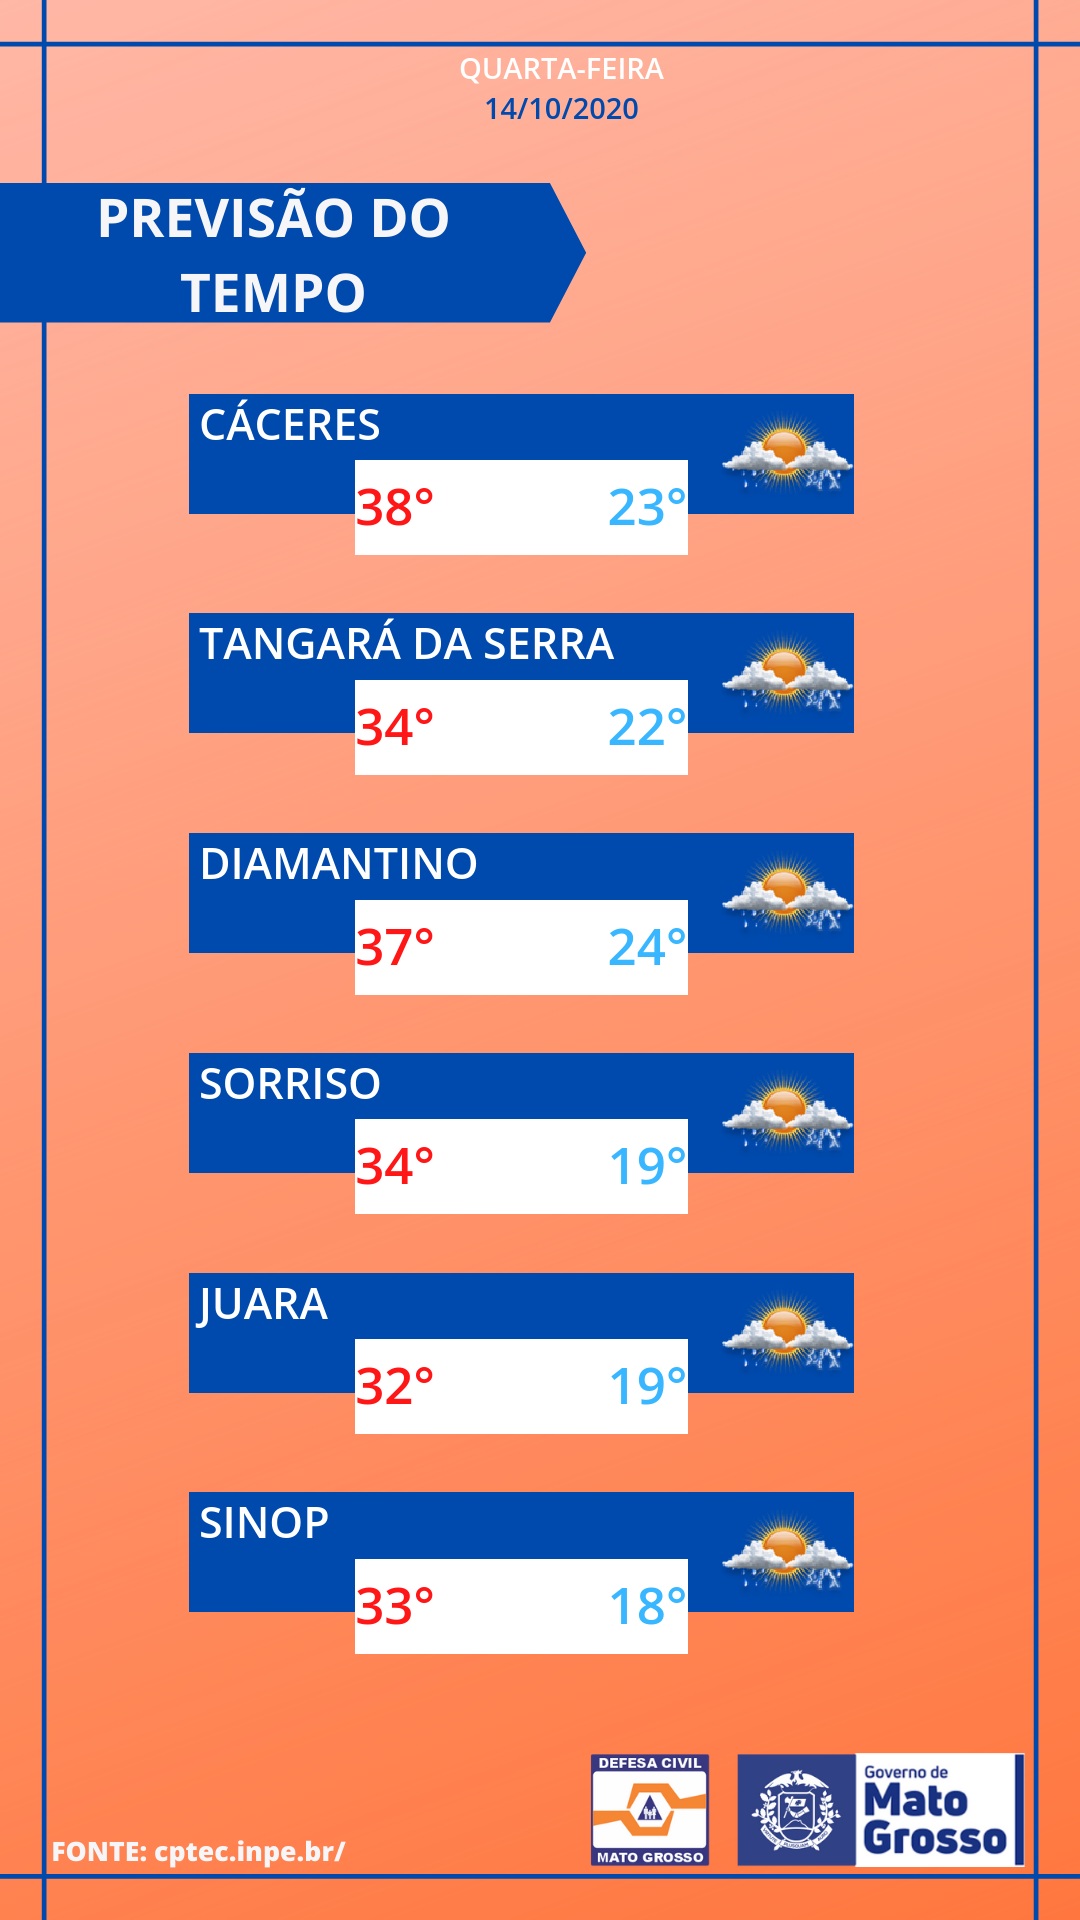 QUARTA-FEIRA
14/10/2020
PREVISÃO DO
TEMPO
CÁCERES
38° 23°
TANGARÁ DA SERRA
34° 22°
DIAMANTINO
37° 24°
SORRISO
34° 19°
JUARA
32° 19°
SINOP
33° 18°
DEFESA CIVIL
MATO GROSSO
Governo de
Mato
Grosso
FONTE: cptec.inpe.br/